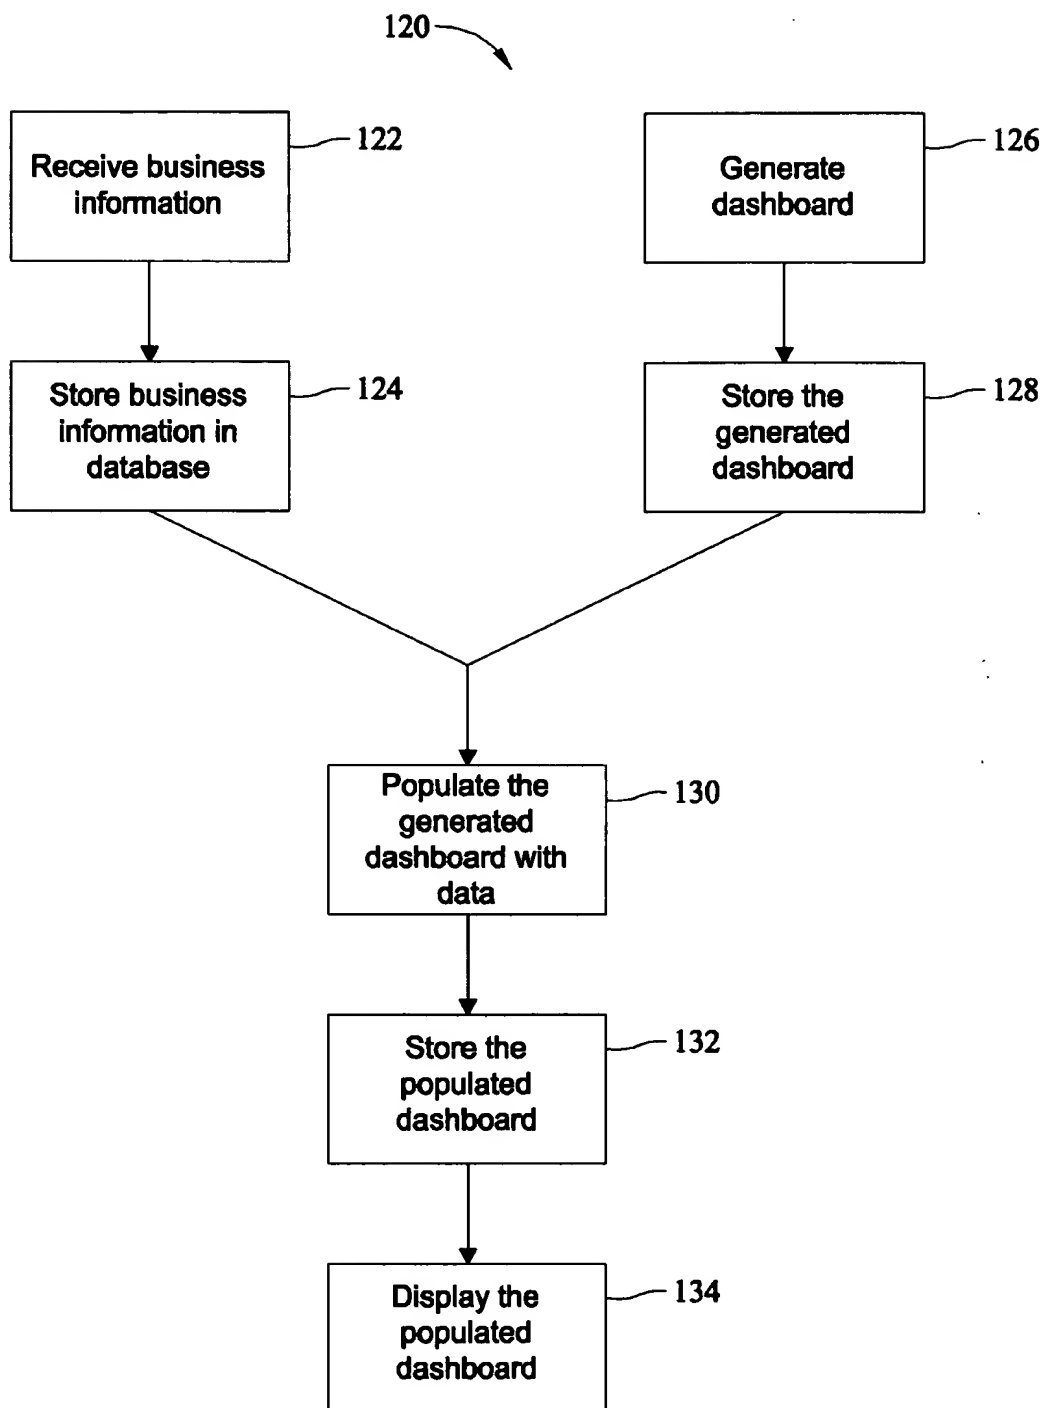 120
Receive business
information
122
Generate
dashboard
126
Store business
information in
database
124
Store the
generated
dashboard
128
Populate the
generated
dashboard with
data
130
Store the
populated
dashboard
132
Display the
populated
dashboard
134